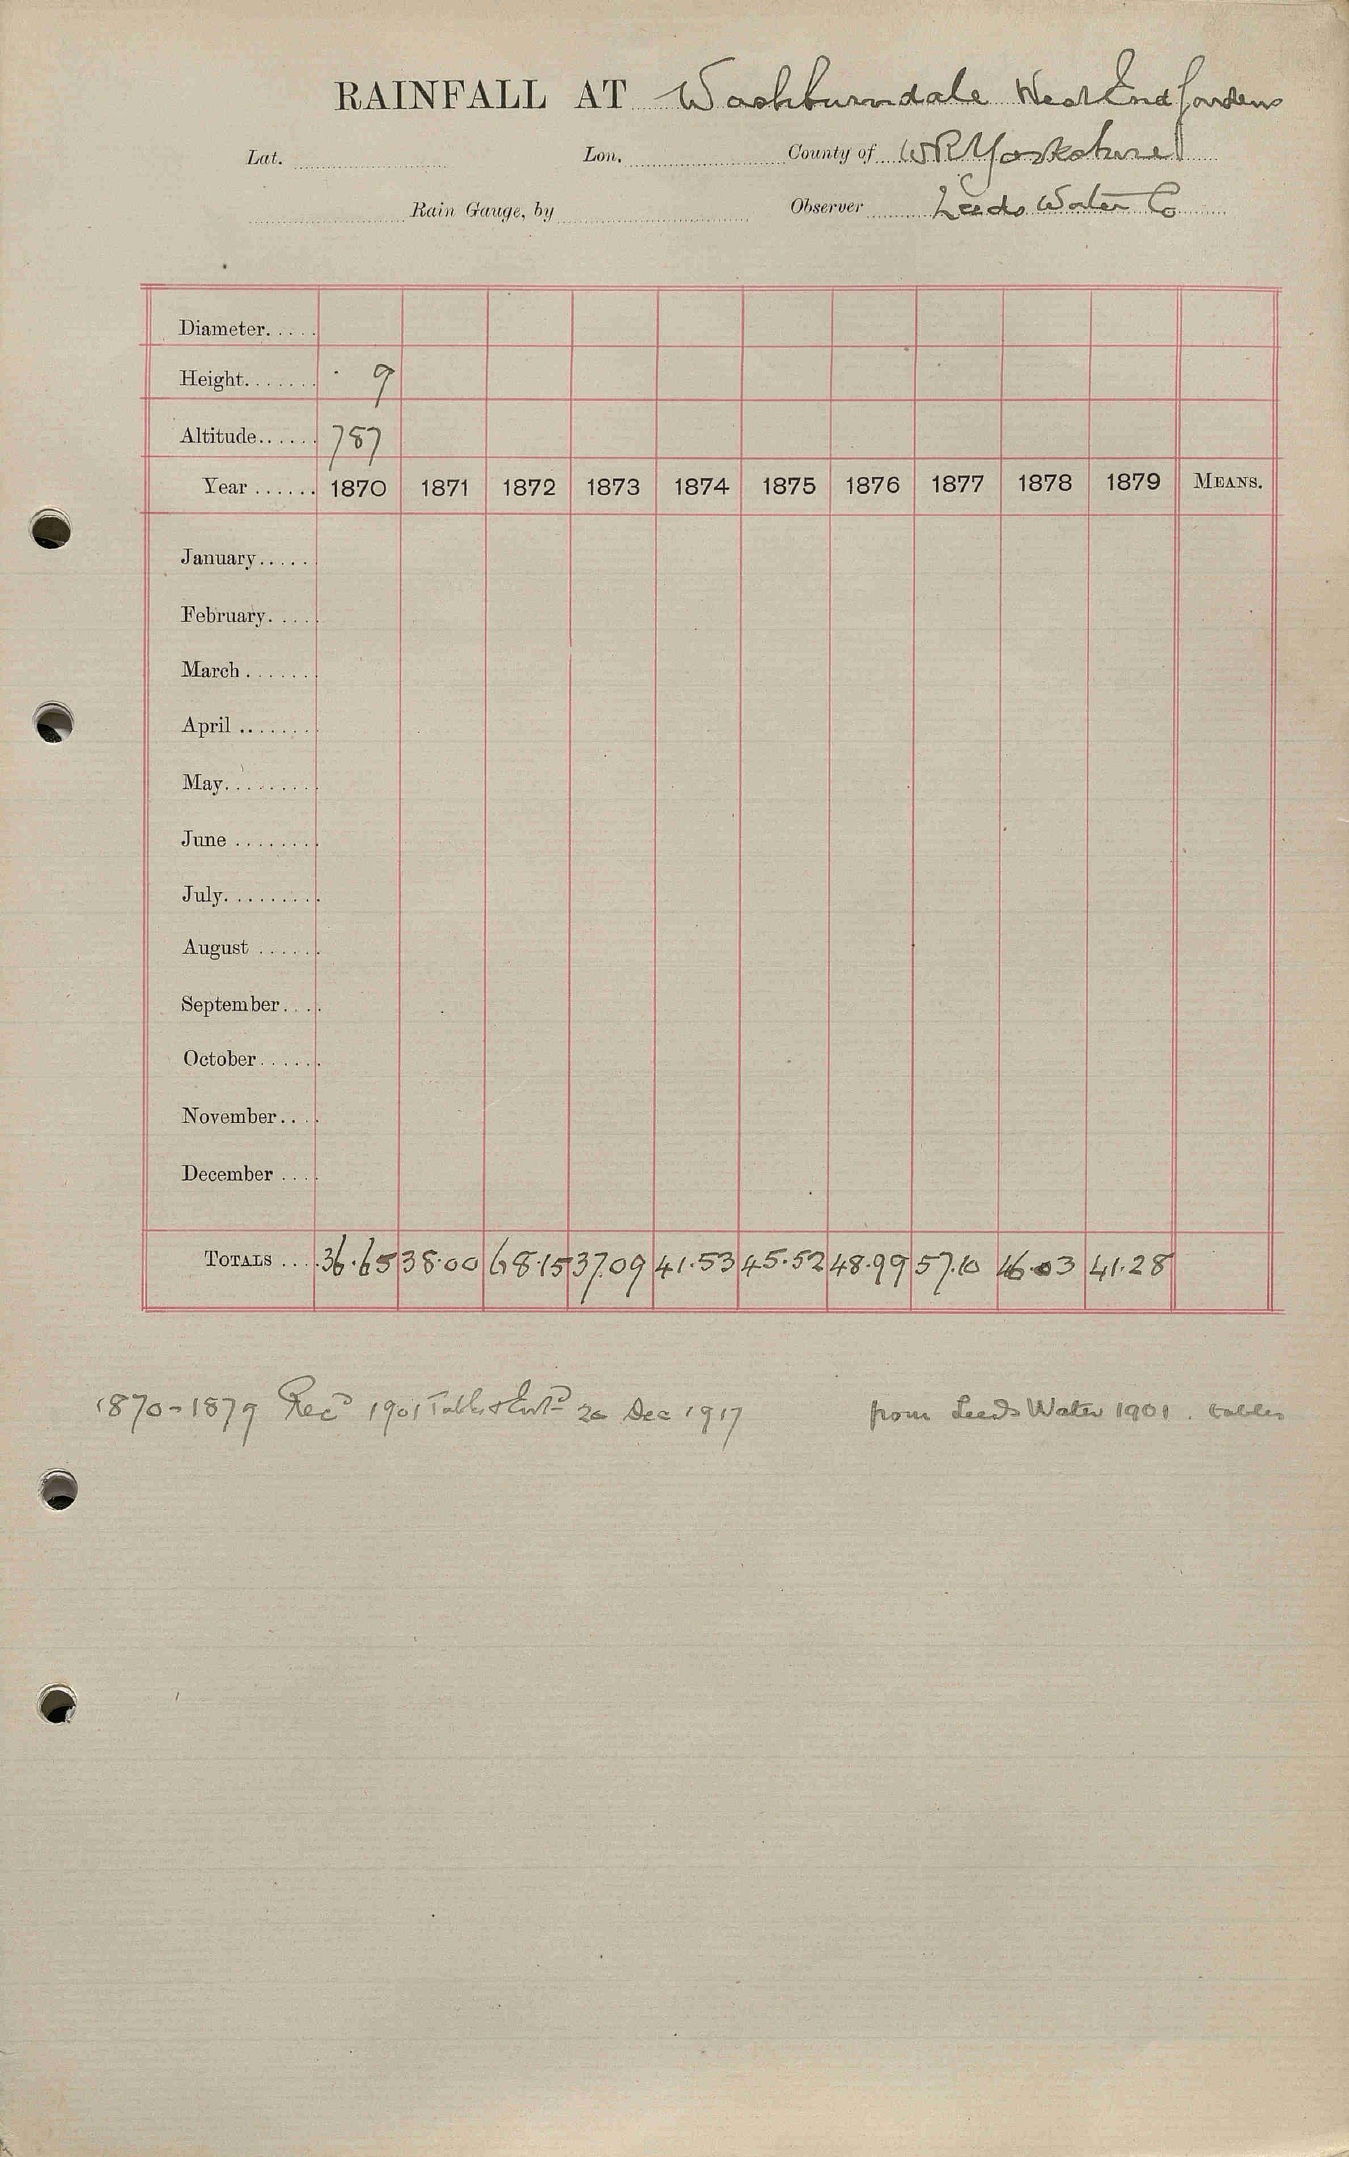 RAINFALL AT Washburndale West End Gardens
Lat. Lon. County of WR Yorkshire
Rain Gauge, by Observer Leeds Water Co
Diameter.....
Height....... 9
Altitude...... 787
Year...... 1870 1871 1872 1873 1874 1875 1876 1877 1878 1879 MEANS.
January.....
February.....
March.......
April........
May.........
June........
July.........
August......
September....
October......
November....
December....
TOTALS.... 36.65 38.00 68.15 37.09 41.53 45.52 48.99 57.10 46.03 41.28
1870-1879 Recd 1901 Tables & Entd Dec 1917 from Leeds Water 1901. tables